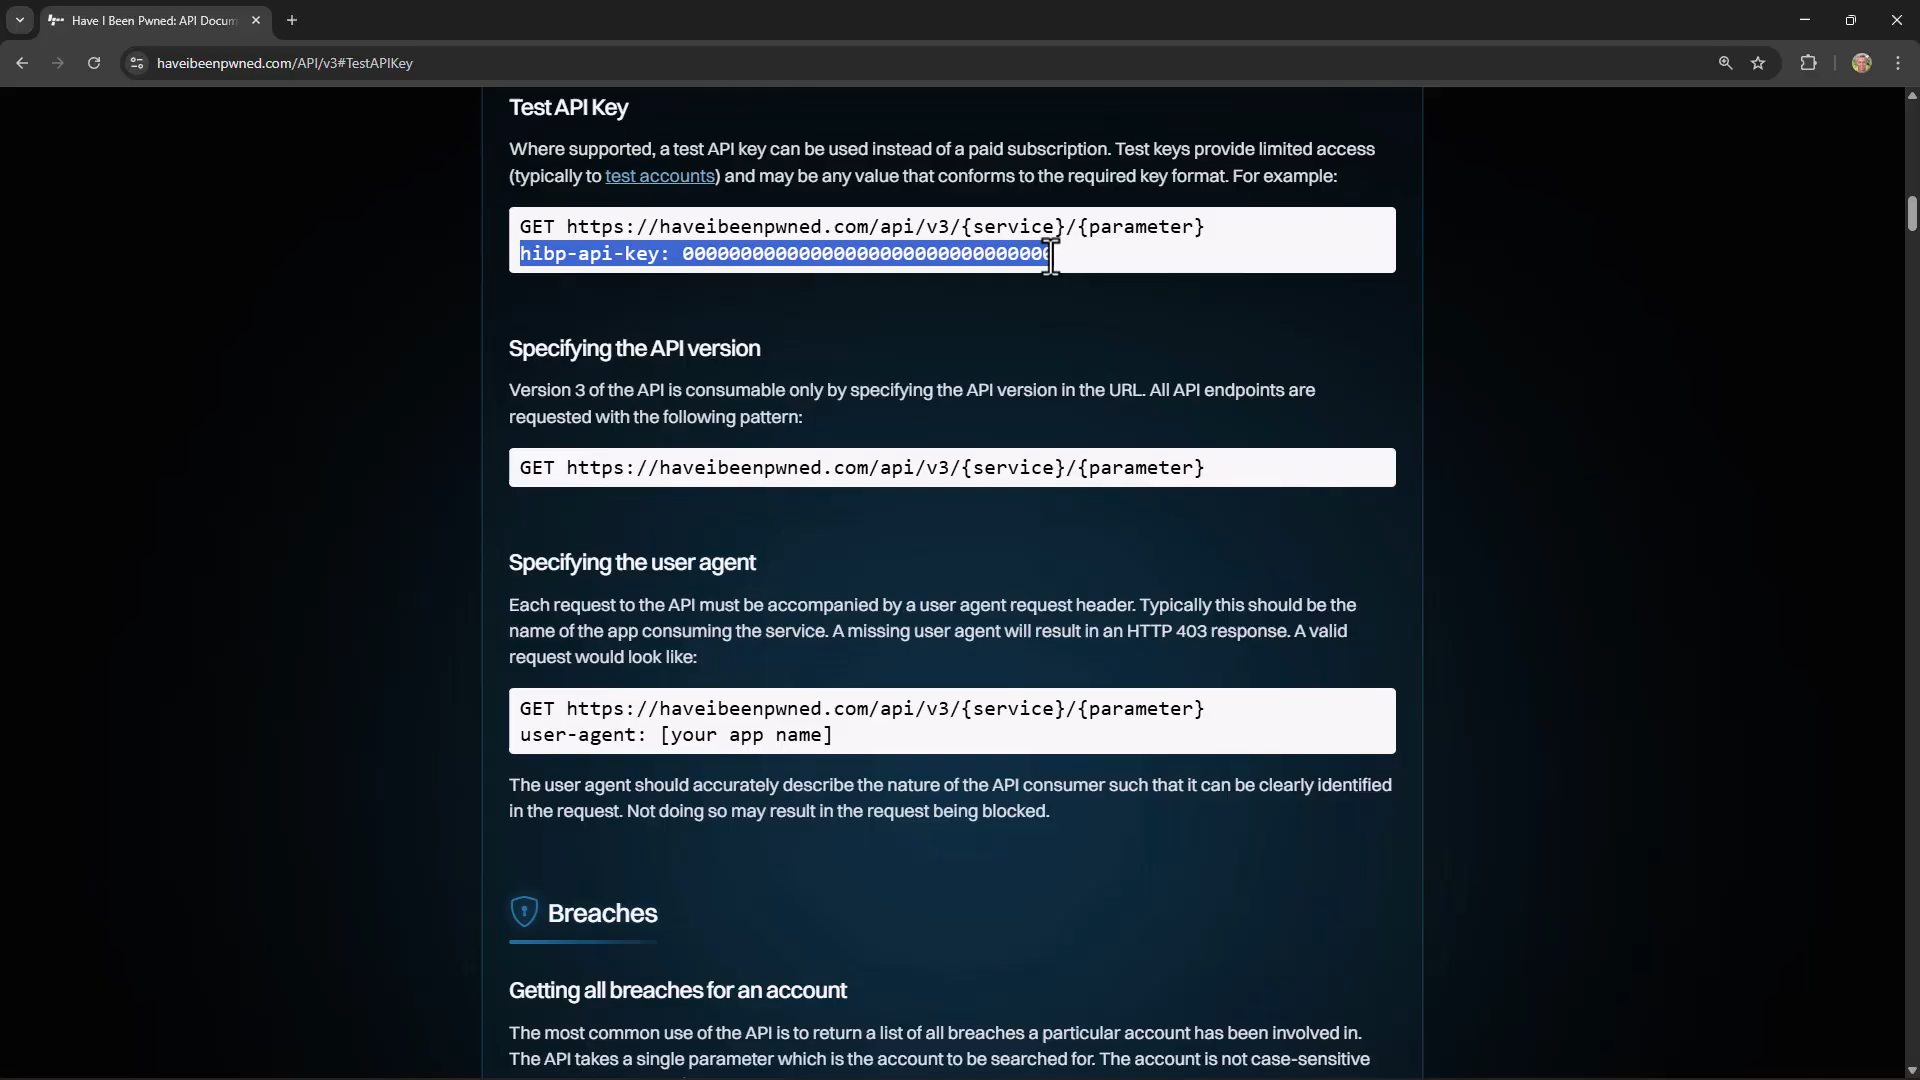 Have I Been Pwned: API Docum
haveibeenpwned.com/API/v3#TestAPIKey
Test API Key
Where supported, a test API key can be used instead of a paid subscription. Test keys provide limited access
(typically to test accounts) and may be any value that conforms to the required key format. For example:
GET https://haveibeenpwned.com/api/v3/{service}/{parameter}
hibp-api-key: 00000000000000000000000000000000
Specifying the API version
Version 3 of the API is consumable only by specifying the API version in the URL. All API endpoints are
requested with the following pattern:
GET https://haveibeenpwned.com/api/v3/{service}/{parameter}
Specifying the user agent
Each request to the API must be accompanied by a user agent request header. Typically this should be the
name of the app consuming the service. A missing user agent will result in an HTTP 403 response. A valid
request would look like:
GET https://haveibeenpwned.com/api/v3/{service}/{parameter}
user-agent: [your app name]
The user agent should accurately describe the nature of the API consumer such that it can be clearly identified
in the request. Not doing so may result in the request being blocked.
Breaches
Getting all breaches for an account
The most common use of the API is to return a list of all breaches a particular account has been involved in.
The API takes a single parameter which is the account to be searched for. The account is not case-sensitive